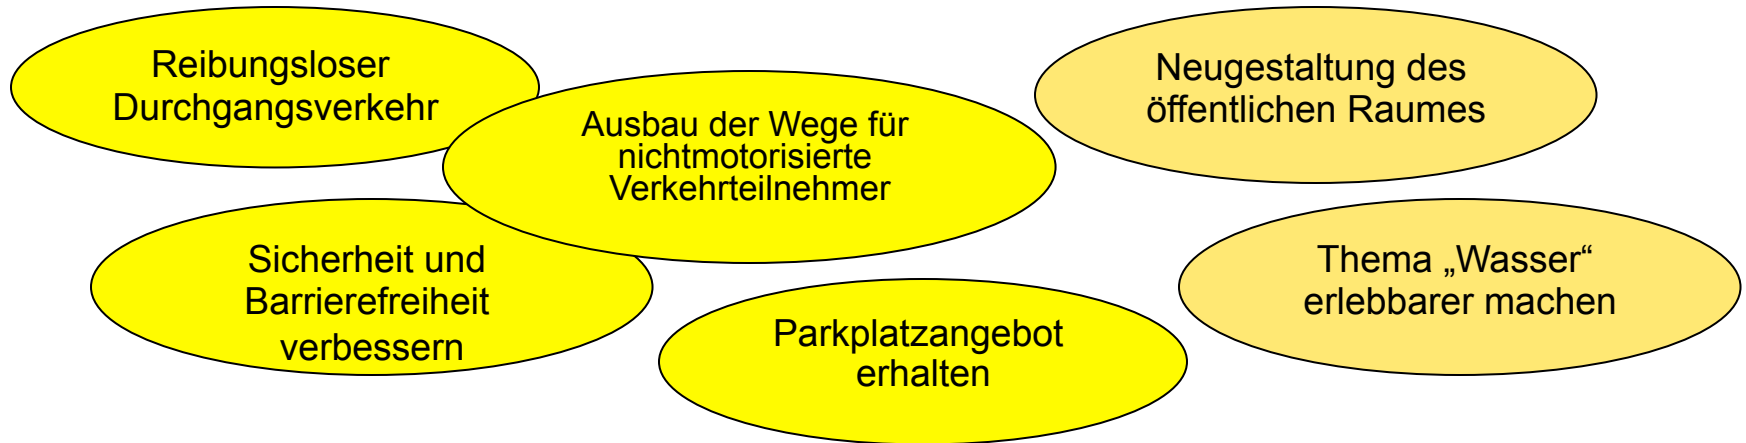 Reibungsloser
Durchgangsverkehr
Ausbau der Wege für
nichtmotorisierte
Verkehrteilnehmer
Neugestaltung des
öffentlichen Raumes
Sicherheit und
Barrierefreiheit
verbessern
Parkplatzangebot
erhalten
Thema „Wasser“
erlebbarer machen